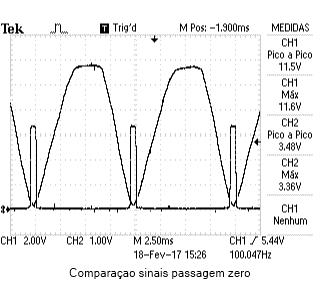 Tek T Trig'd M Pos: -1.900ms MEDIDAS
CH1
Pico a Pico
11.5V
CH1
Máx
11.6V
CH2
Pico a Pico
3.48V
CH2
Máx
3.36V
CH1
Nenhum
CH1 2.00V CH2 1.00V M 2.50ms CH1 / 5.44V
18-Fev-17 15:26 100.047Hz
Comparaçao sinais passagem zero